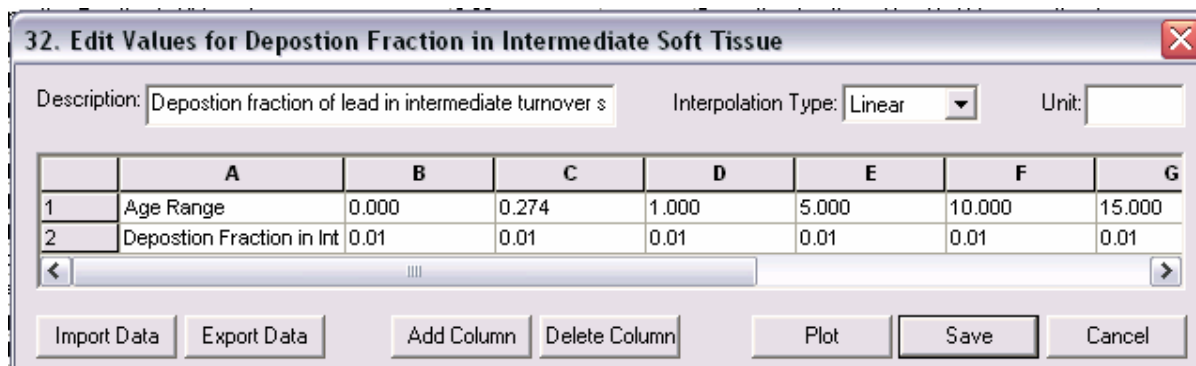 32. Edit Values for Depostion Fraction in Intermediate Soft Tissue
Description: Depostion fraction of lead in intermediate turnover s Interpolation Type: Linear Unit:
A B C D E F G
1 Age Range 0.000 0.274 1.000 5.000 10.000 15.000
2 Depostion Fraction in Int 0.01 0.01 0.01 0.01 0.01 0.01
Import Data Export Data Add Column Delete Column Plot Save Cancel